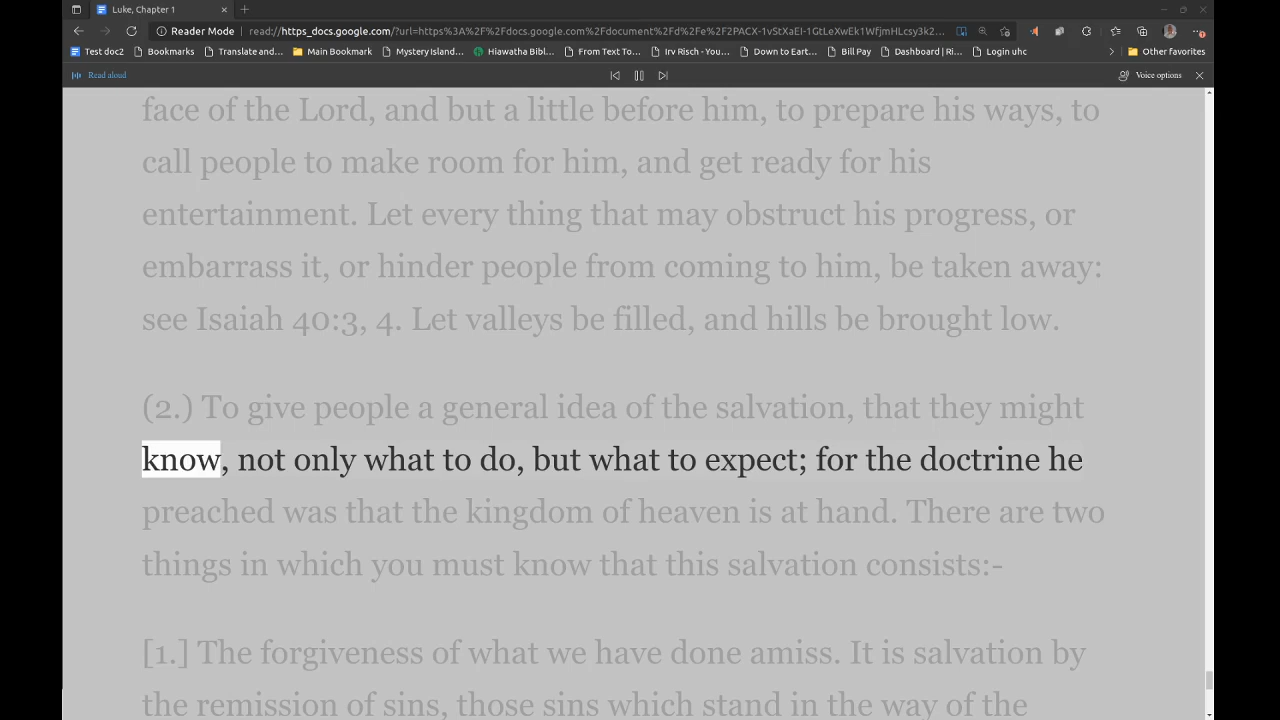 Luke, Chapter 1
Reader Mode
read://https_docs.google.com/?url=https%3A%2F%2Fdocs.google.com%2Fdocument%2Fd%2Fe%2F2PACX-1vStXaEI-1GtLeXwEk1WfjmHLcsy3k2...
Test doc2 Bookmarks Translate and... Main Bookmark Mystery Island... Hiawatha Bibl... From Text To... Irv Risch - You... Down to Eart... Bill Pay Dashboard | Ri... Login uhc Other favorites
Read aloud Voice options
face of the Lord, and but a little before him, to prepare his ways, to
call people to make room for him, and get ready for his
entertainment. Let every thing that may obstruct his progress, or
embarrass it, or hinder people from coming to him, be taken away:
see Isaiah 40:3, 4. Let valleys be filled, and hills be brought low.
(2.) To give people a general idea of the salvation, that they might
know, not only what to do, but what to expect; for the doctrine he
preached was that the kingdom of heaven is at hand. There are two
things in which you must know that this salvation consists:-
[1.] The forgiveness of what we have done amiss. It is salvation by
the remission of sins, those sins which stand in the way of the